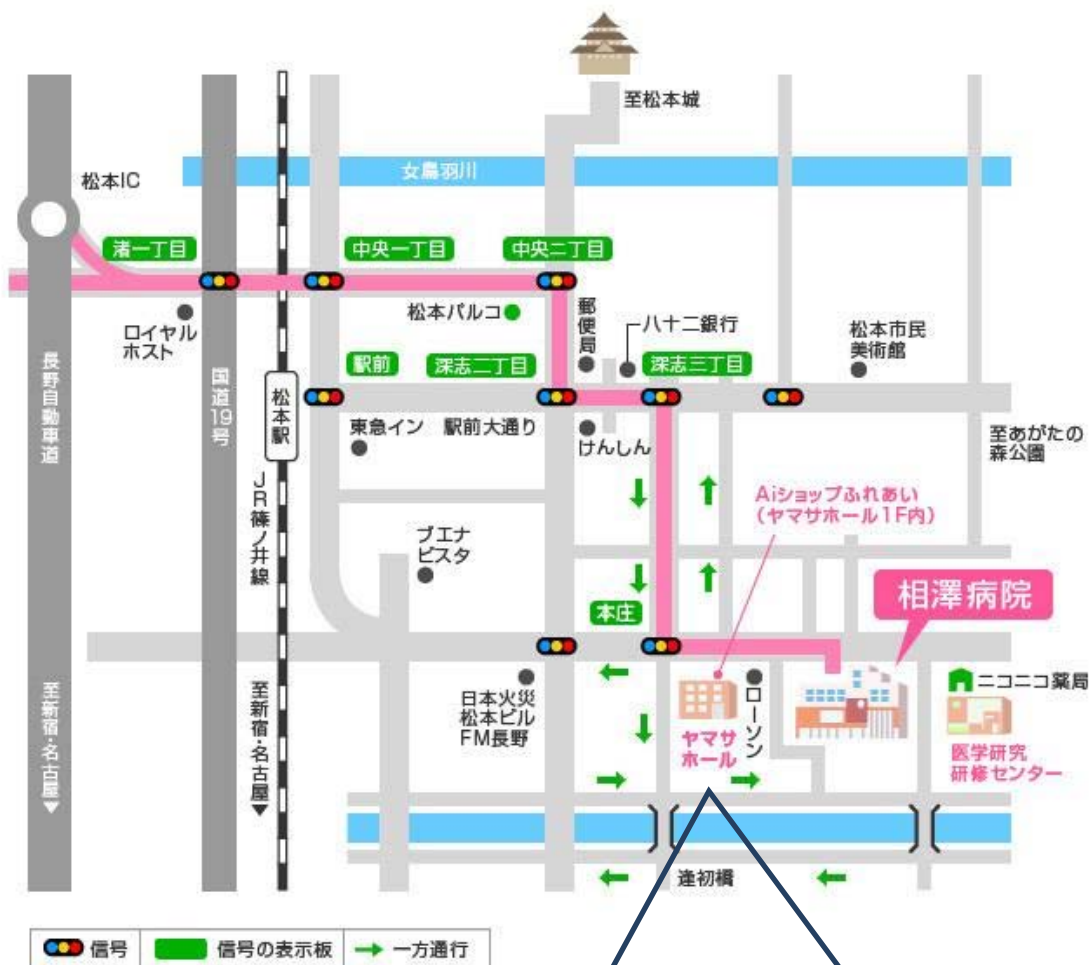 至松本城
女鳥羽川
松本IC
渚一丁目
中央一丁目
中央二丁目
ロイヤル
ホスト
松本パルコ
郵便局
八十二銀行
松本市民
美術館
長野自動車道
国道19号
松本駅
駅前
深志二丁目
深志三丁目
東急イン
駅前大通り
けんしん
至あがたの
森公園
JR篠ノ井線
Aiショップふれあい
（ヤマサホール1F内）
ブエナ
ビスタ
相澤病院
本庄
至新宿・名古屋▼
至新宿・名古屋▼
日本火災
松本ビル
FM長野
ヤマサ
ホール
ローソン
ニコニコ薬局
医学研究
研修センター
逢初橋
信号
信号の表示板
一方通行